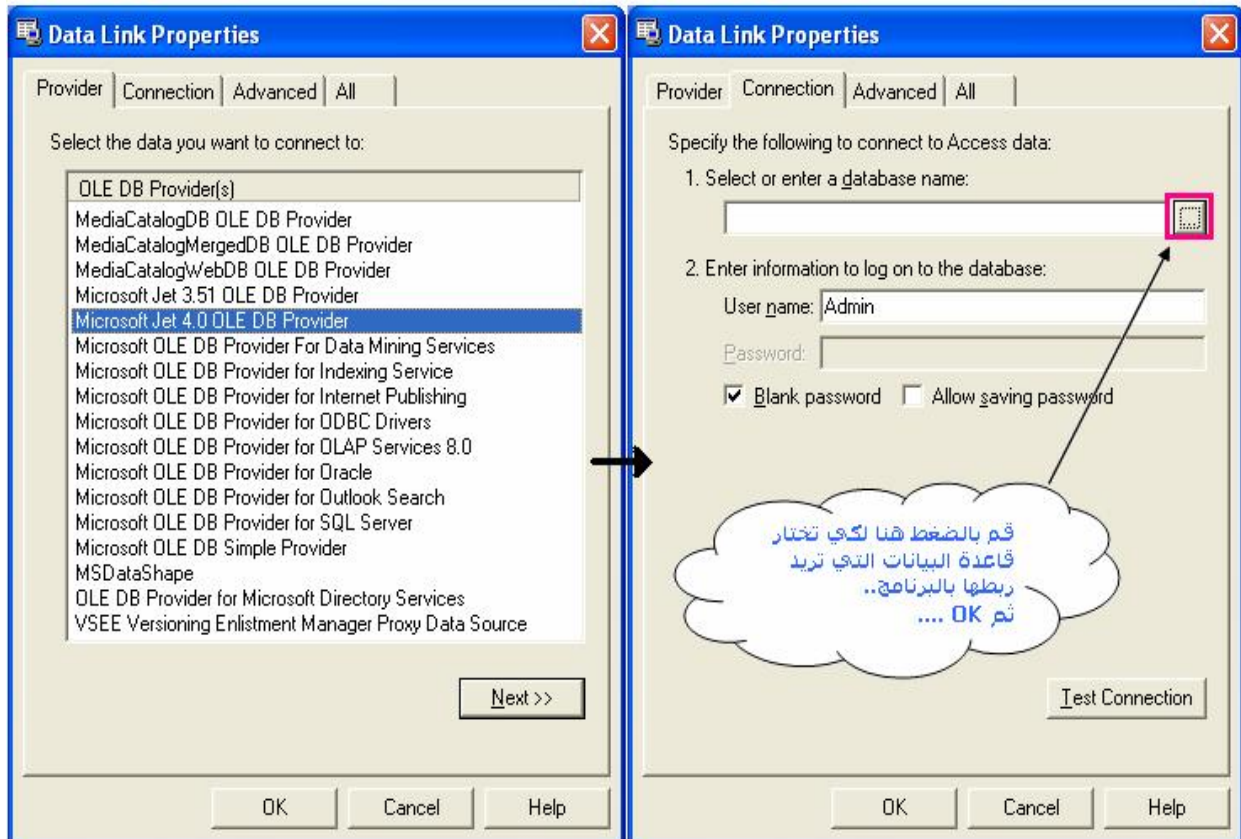 Data Link Properties
Provider
Connection
Advanced
All
Select the data you want to connect to:
OLE DB Provider(s)
MediaCatalogDB OLE DB Provider
MediaCatalogMergedDB OLE DB Provider
MediaCatalogWebDB OLE DB Provider
Microsoft Jet 3.51 OLE DB Provider
Microsoft Jet 4.0 OLE DB Provider
Microsoft OLE DB Provider For Data Mining Services
Microsoft OLE DB Provider for Indexing Service
Microsoft OLE DB Provider for Internet Publishing
Microsoft OLE DB Provider for ODBC Drivers
Microsoft OLE DB Provider for OLAP Services 8.0
Microsoft OLE DB Provider for Oracle
Microsoft OLE DB Provider for Outlook Search
Microsoft OLE DB Provider for SQL Server
Microsoft OLE DB Simple Provider
MSDataShape
OLE DB Provider for Microsoft Directory Services
VSEE Versioning Enlistment Manager Proxy Data Source
Next >>
OK
Cancel
Help
Data Link Properties
Provider
Connection
Advanced
All
Specify the following to connect to Access data:
1. Select or enter a database name:
...
2. Enter information to log on to the database:
User name: Admin
Password:
Blank password
Allow saving password
قم بالضغط هنا لكي تختار
قاعدة البيانات التي تريد
ربطها بالبرنامج..
ثم OK ....
Test Connection
OK
Cancel
Help